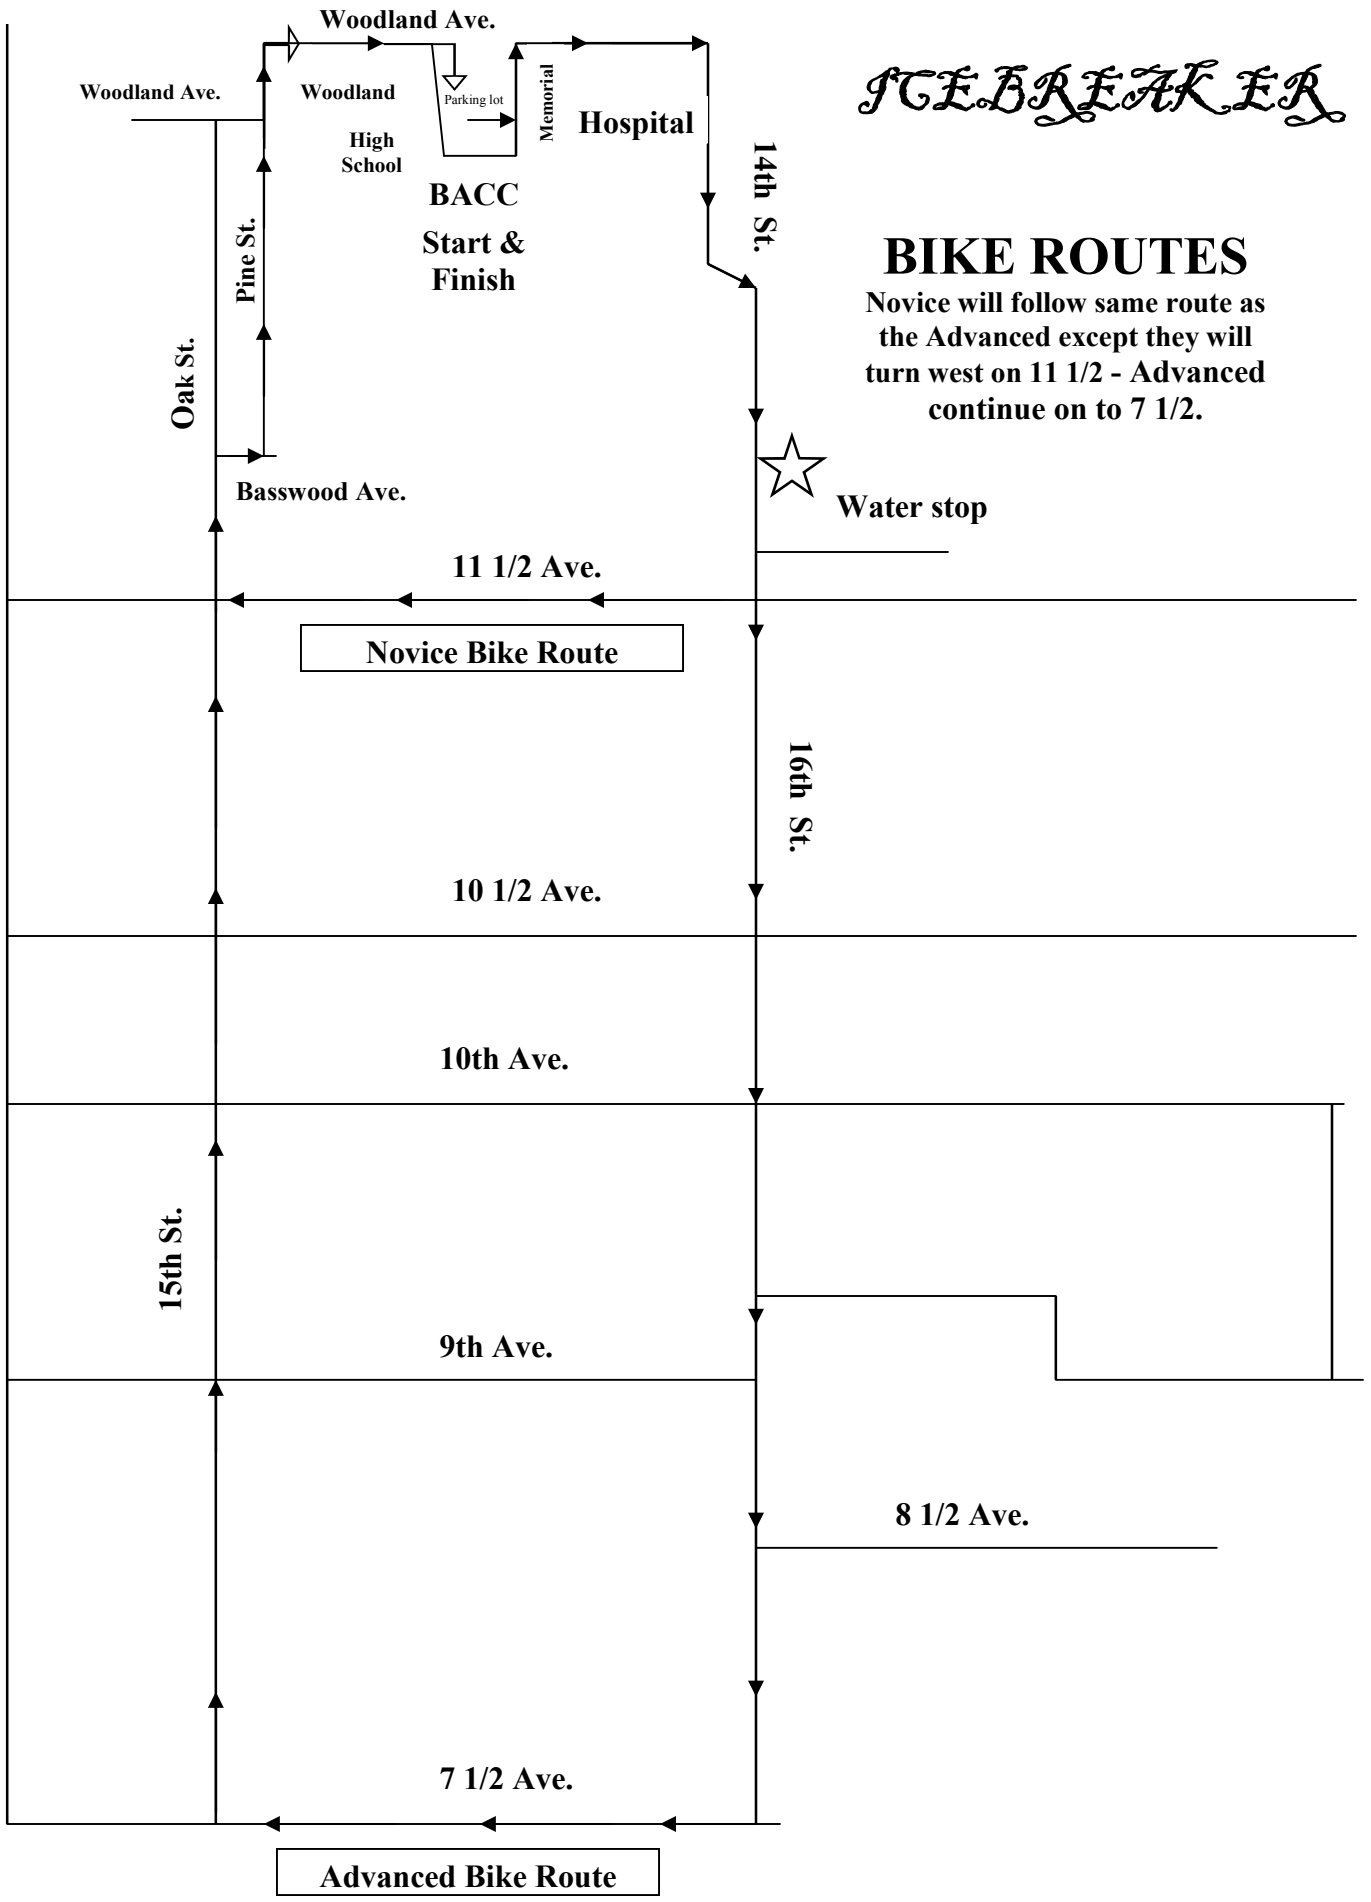 Woodland Ave.
ICEBREAKER
Woodland Ave.
Woodland
High
School
Parking lot
Memorial
Hospital
14th St.
BACC
Start &
Finish
Pine St.
BIKE ROUTES
Novice will follow same route as
the Advanced except they will
turn west on 11 1/2 - Advanced
continue on to 7 1/2.
Oak St.
Basswood Ave.
Water stop
11 1/2 Ave.
Novice Bike Route
16th St.
10 1/2 Ave.
10th Ave.
15th St.
9th Ave.
8 1/2 Ave.
7 1/2 Ave.
Advanced Bike Route